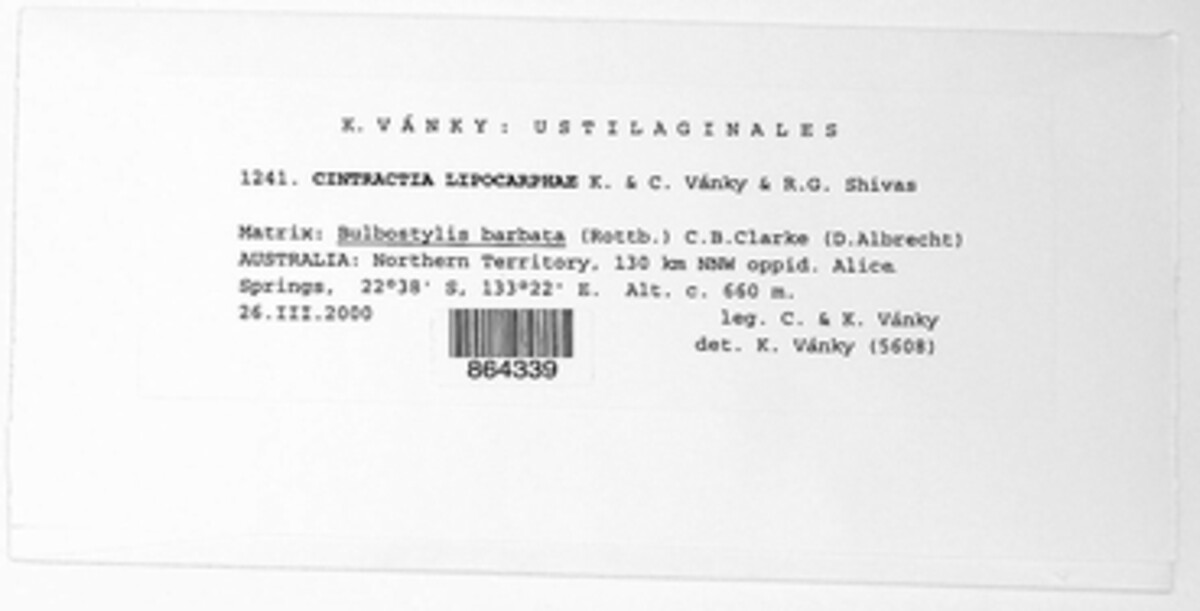 K. VÁNKY: USTILAGINALES
1241. CINTRACTIA LIPOCARPHAE K. & C. Vánky & R.G. Shivas
Matrix: Bulbostylis barbata (Rottb.) C.B.Clarke (D.Albrecht)
AUSTRALIA: Northern Territory, 130 km NNW oppid. Alice
Springs, 22°38' S, 133°22' E. Alt. c. 660 m.
26.III.2000 leg. C. & K. Vánky
det. K. Vánky (5608)
864339